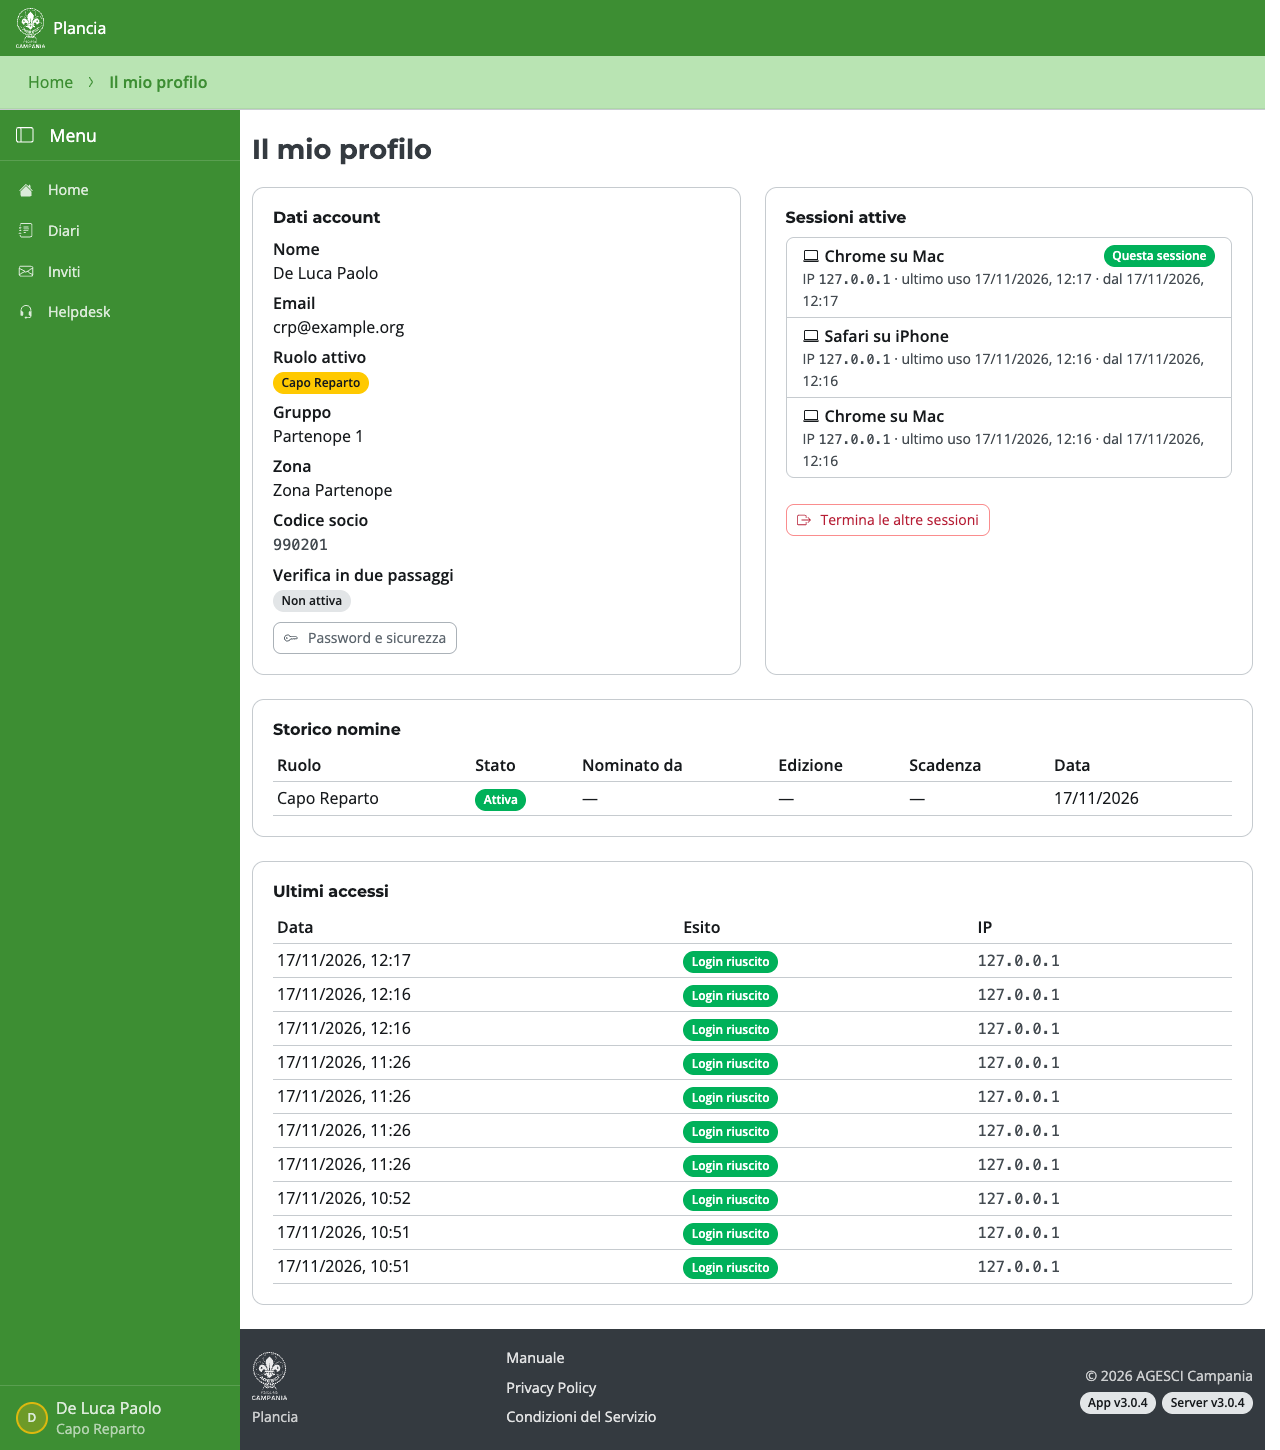 CAMPANIA
Plancia
Home › Il mio profilo
Menu
Home
Diari
Inviti
Helpdesk
Il mio profilo
Dati account
Nome
De Luca Paolo
Email
crp@example.org
Ruolo attivo
Capo Reparto
Gruppo
Partenope 1
Zona
Zona Partenope
Codice socio
990201
Verifica in due passaggi
Non attiva
Password e sicurezza
Sessioni attive
Chrome su Mac Questa sessione
IP 127.0.0.1 · ultimo uso 17/11/2026, 12:17 · dal 17/11/2026,
12:17
Safari su iPhone
IP 127.0.0.1 · ultimo uso 17/11/2026, 12:16 · dal 17/11/2026,
12:16
Chrome su Mac
IP 127.0.0.1 · ultimo uso 17/11/2026, 12:16 · dal 17/11/2026,
12:16
Termina le altre sessioni
Storico nomine
Ruolo Stato Nominato da Edizione Scadenza Data
Capo Reparto Attiva — — — 17/11/2026
Ultimi accessi
Data Esito IP
17/11/2026, 12:17 Login riuscito 127.0.0.1
17/11/2026, 12:16 Login riuscito 127.0.0.1
17/11/2026, 12:16 Login riuscito 127.0.0.1
17/11/2026, 11:26 Login riuscito 127.0.0.1
17/11/2026, 11:26 Login riuscito 127.0.0.1
17/11/2026, 11:26 Login riuscito 127.0.0.1
17/11/2026, 11:26 Login riuscito 127.0.0.1
17/11/2026, 10:52 Login riuscito 127.0.0.1
17/11/2026, 10:51 Login riuscito 127.0.0.1
17/11/2026, 10:51 Login riuscito 127.0.0.1
D
De Luca Paolo
Capo Reparto
CAMPANIA
Plancia
Manuale
Privacy Policy
Condizioni del Servizio
© 2026 AGESCI Campania
App v3.0.4 Server v3.0.4